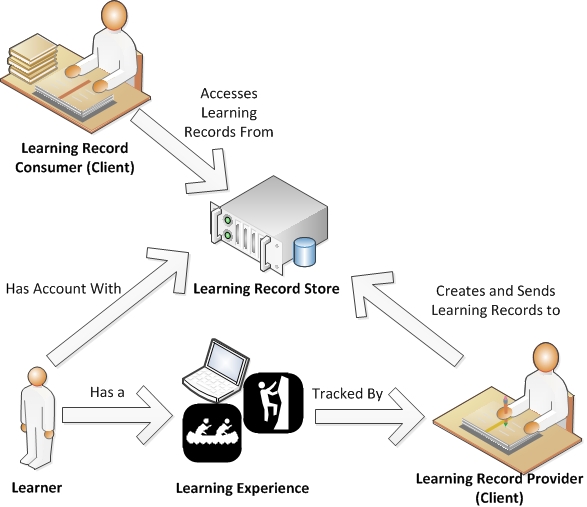 Accesses
Learning
Records From
Learning Record
Consumer (Client)
Has Account With
Learning Record Store
Creates and Sends
Learning Records to
Has a
Tracked By
Learner
Learning Experience
Learning Record Provider
(Client)